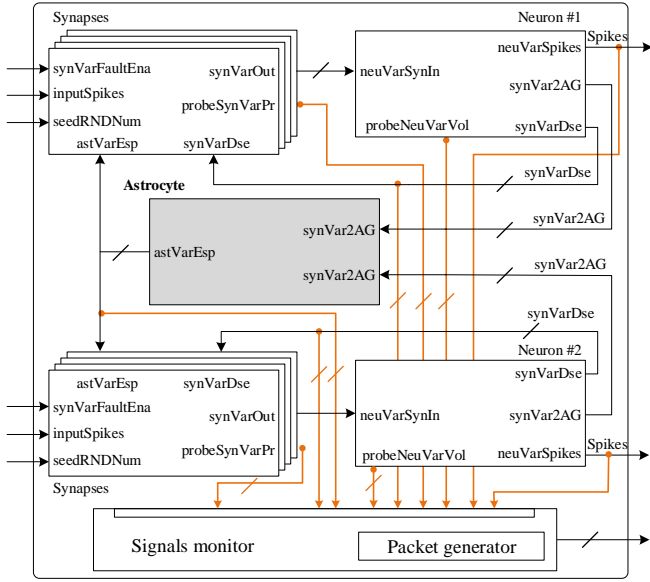 Synapses
Neuron #1
Spikes
synVarFaultEna
synVarOut
neuVarSynIn
neuVarSpikes
inputSpikes
probeSynVarPr
synVar2AG
seedRNDNum
probeNeuVarVol
synVarDse
astVarEsp
synVarDse
synVarDse
Astrocyte
synVar2AG
synVar2AG
astVarEsp
synVar2AG
synVar2AG
synVarDse
Neuron #2
astVarEsp
synVarDse
synVarDse
synVarFaultEna
synVarOut
neuVarSynIn
synVar2AG
inputSpikes
probeSynVarPr
probeNeuVarVol
neuVarSpikes
Spikes
seedRNDNum
Synapses
Signals monitor
Packet generator